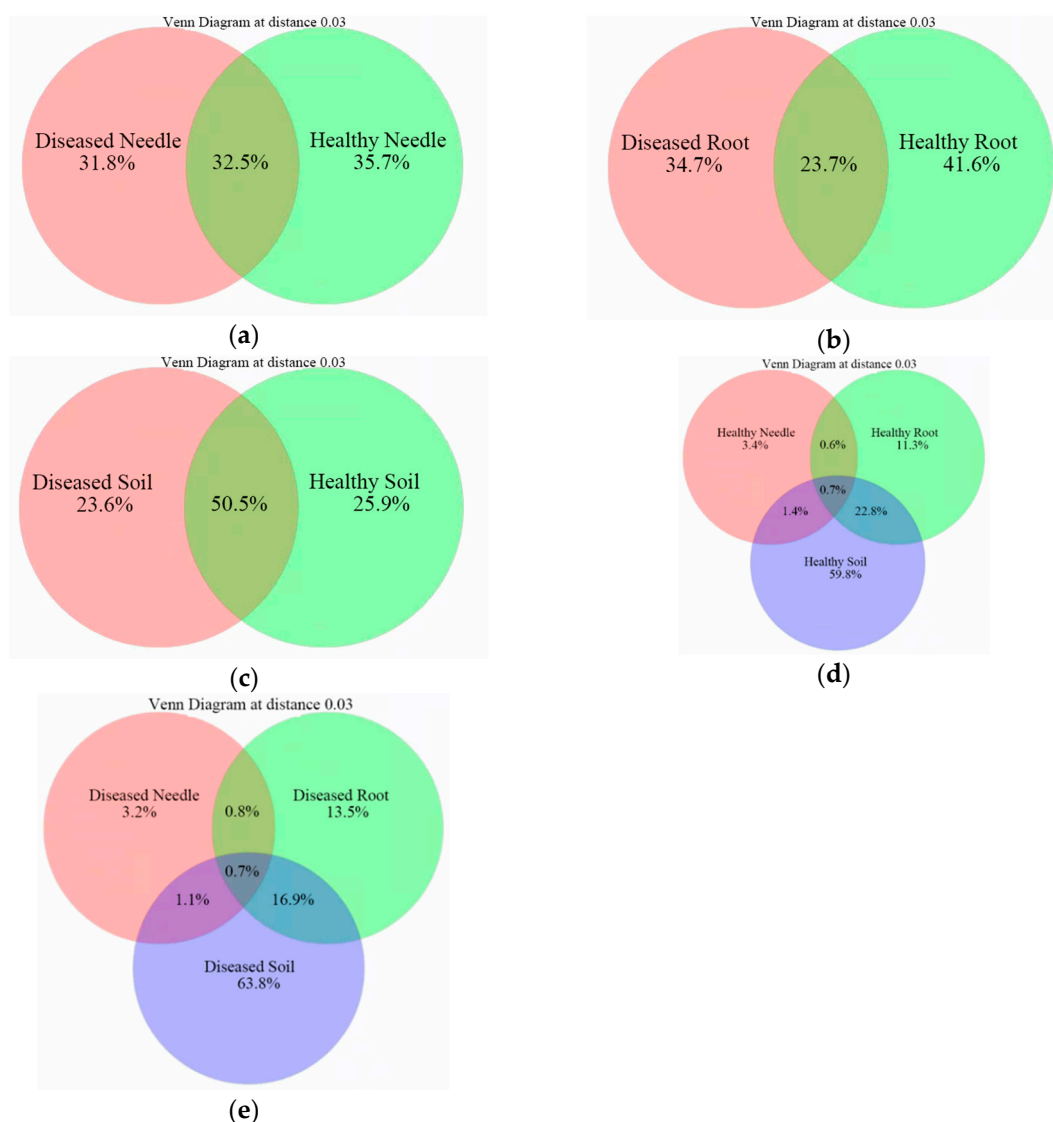 Venn Diagram at distance 0.03
Diseased Needle
31.8%
32.5%
Healthy Needle
35.7%
(a)
Venn Diagram at distance 0.03
Diseased Root
34.7%
23.7%
Healthy Root
41.6%
(b)
Venn Diagram at distance 0.03
Diseased Soil
23.6%
50.5%
Healthy Soil
25.9%
(c)
Venn Diagram at distance 0.03
Healthy Needle
3.4%
0.6%
Healthy Root
11.3%
0.7%
1.4%
22.8%
Healthy Soil
59.8%
(d)
Venn Diagram at distance 0.03
Diseased Needle
3.2%
0.8%
Diseased Root
13.5%
0.7%
1.1%
16.9%
Diseased Soil
63.8%
(e)